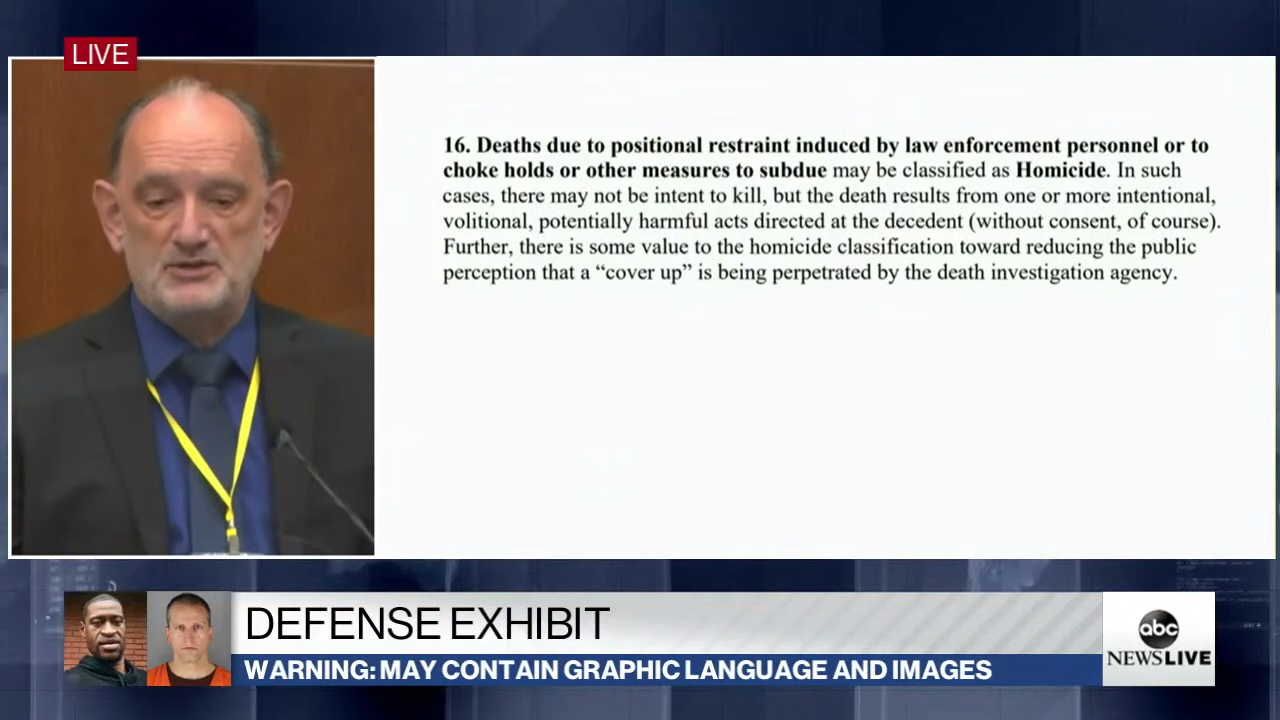 LIVE
16. Deaths due to positional restraint induced by law enforcement personnel or to
choke holds or other measures to subdue may be classified as Homicide. In such
cases, there may not be intent to kill, but the death results from one or more intentional,
volitional, potentially harmful acts directed at the decedent (without consent, of course).
Further, there is some value to the homicide classification toward reducing the public
perception that a “cover up” is being perpetrated by the death investigation agency.
DEFENSE EXHIBIT
WARNING: MAY CONTAIN GRAPHIC LANGUAGE AND IMAGES
abc
NEWSLIVE